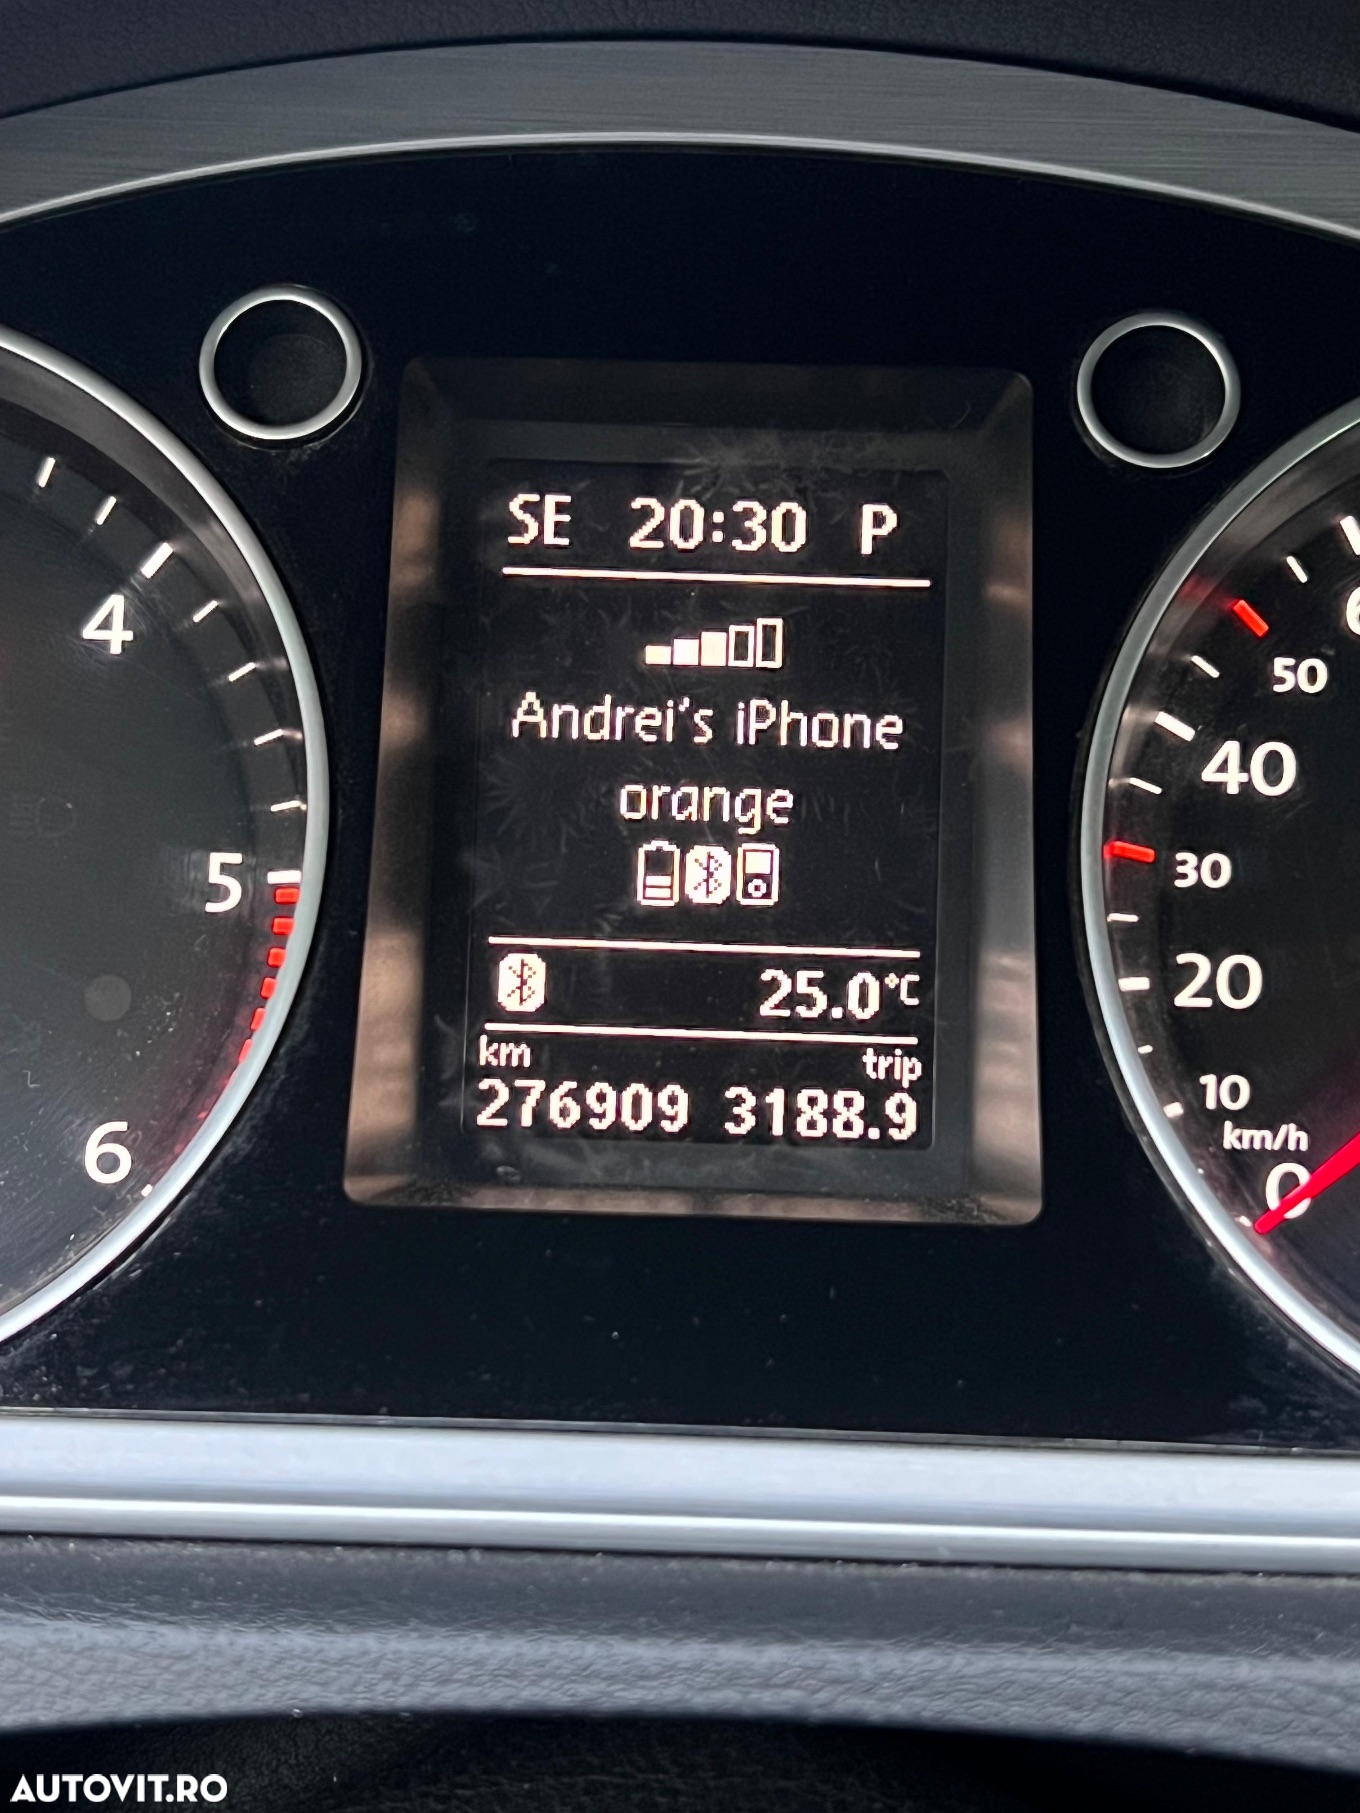 SE 20:30 P
Andrei's iPhone
orange
25.0°C
km trip
276909 3188.9
4
5
6
50
40
30
20
10
km/h
0
AUTOVIT.RO